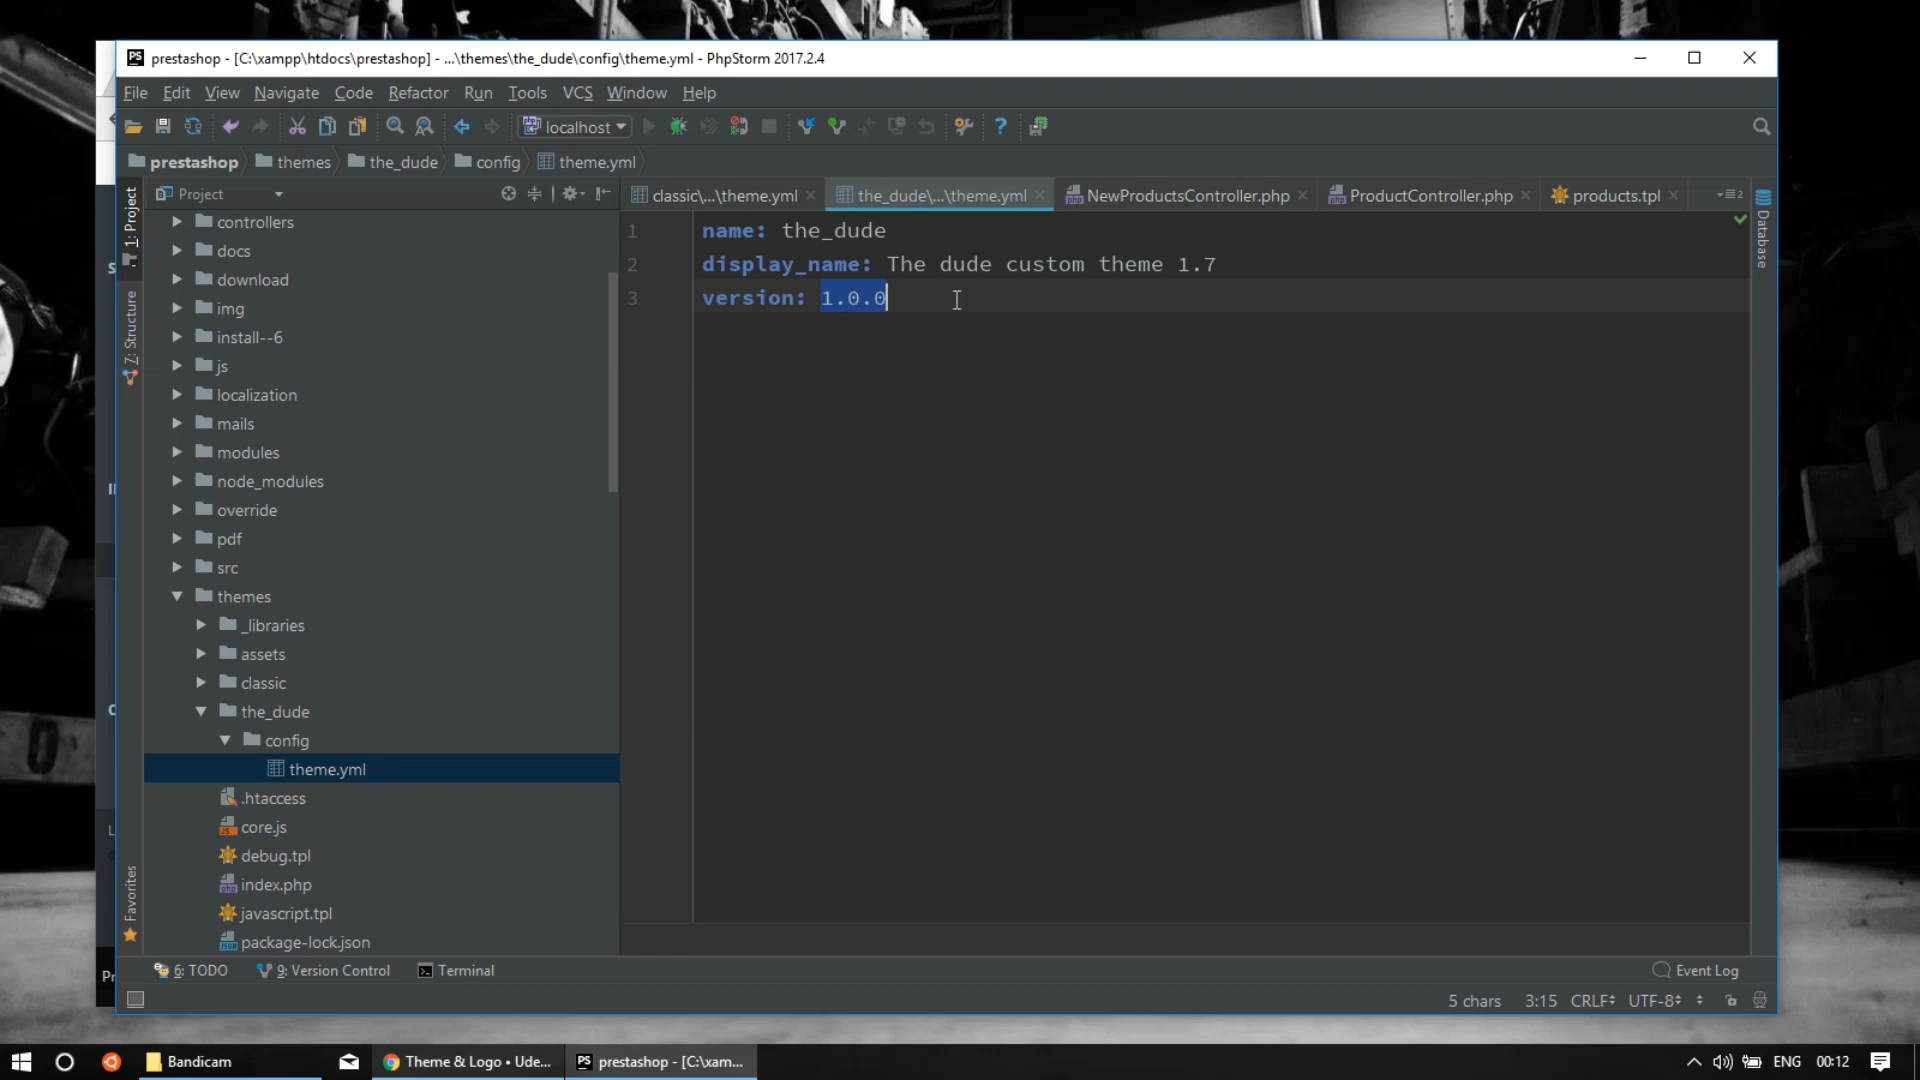 prestashop - [C:\xampp\htdocs\prestashop] - ...\themes\the_dude\config\theme.yml - PhpStorm 2017.2.4
File Edit View Navigate Code Refactor Run Tools VCS Window Help
localhost
prestashop themes the_dude config theme.yml
Project
classic\...\theme.yml the_dude\...\theme.yml NewProductsController.php ProductController.php products.tpl
1: Project
7: Structure
Favorites
Database
controllers
docs
download
img
install--6
js
localization
mails
modules
node_modules
override
pdf
src
themes
_libraries
assets
classic
the_dude
config
theme.yml
.htaccess
core.js
debug.tpl
index.php
javascript.tpl
package-lock.json
1 name: the_dude
2 display_name: The dude custom theme 1.7
3 version: 1.0.0
6: TODO 9: Version Control Terminal Event Log
5 chars 3:15 CRLF UTF-8
Bandicam Theme & Logo • Ude... prestashop - [C:\xam... ENG 00:12